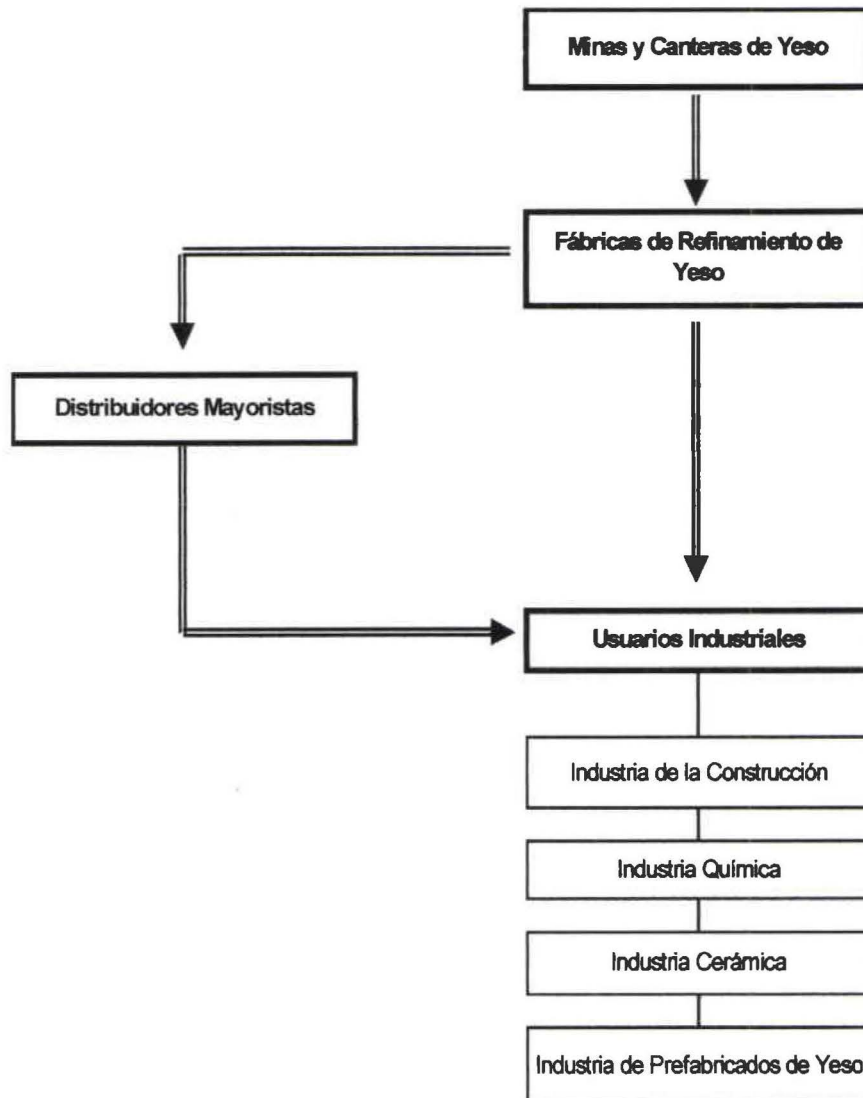 Minas y Canteras de Yeso
Fábricas de Refinamiento de
Yeso
Distribuidores Mayoristas
Usuarios Industriales
Industria de la Construcción
Industria Química
Industria Cerámica
Industria de Prefabricados de Yeso